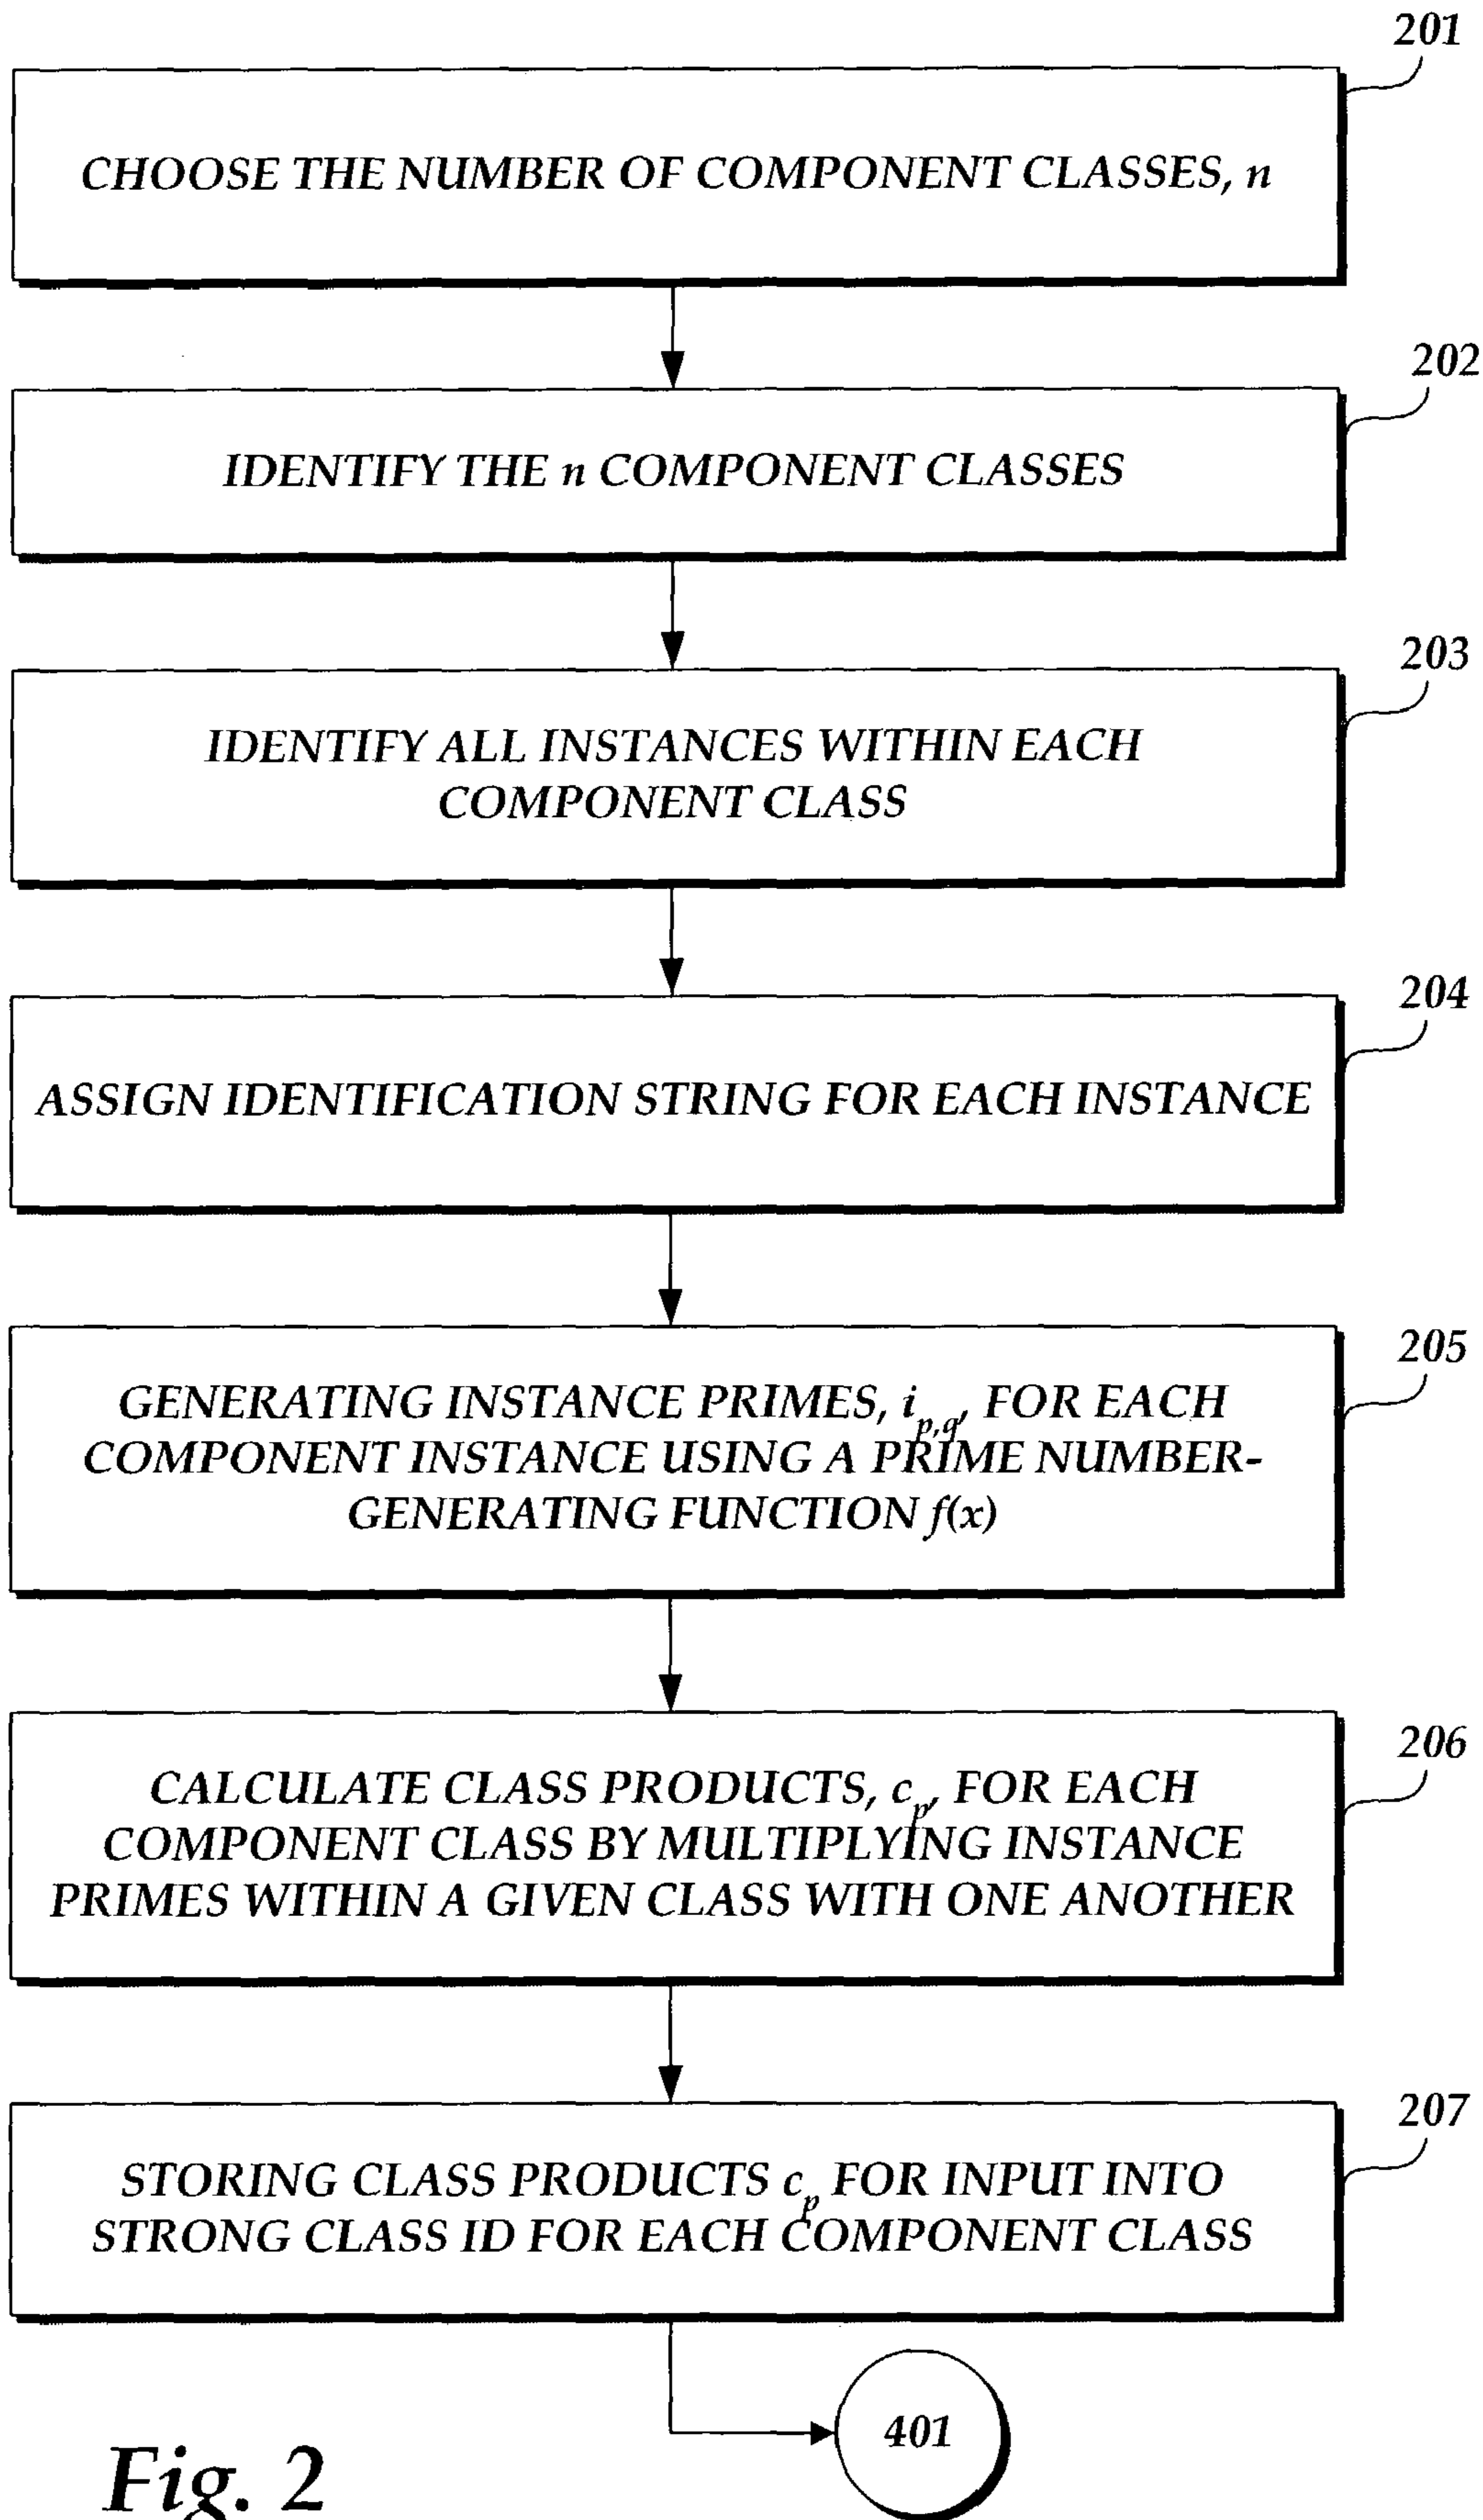 201
CHOOSE THE NUMBER OF COMPONENT CLASSES, n
202
IDENTIFY THE n COMPONENT CLASSES
203
IDENTIFY ALL INSTANCES WITHIN EACH
COMPONENT CLASS
204
ASSIGN IDENTIFICATION STRING FOR EACH INSTANCE
205
GENERATING INSTANCE PRIMES, i_{p,q}, FOR EACH
COMPONENT INSTANCE USING A PRIME NUMBER-
GENERATING FUNCTION f(x)
206
CALCULATE CLASS PRODUCTS, c_p, FOR EACH
COMPONENT CLASS BY MULTIPLYING INSTANCE
PRIMES WITHIN A GIVEN CLASS WITH ONE ANOTHER
207
STORING CLASS PRODUCTS c_p FOR INPUT INTO
STRONG CLASS ID FOR EACH COMPONENT CLASS
401
Fig. 2